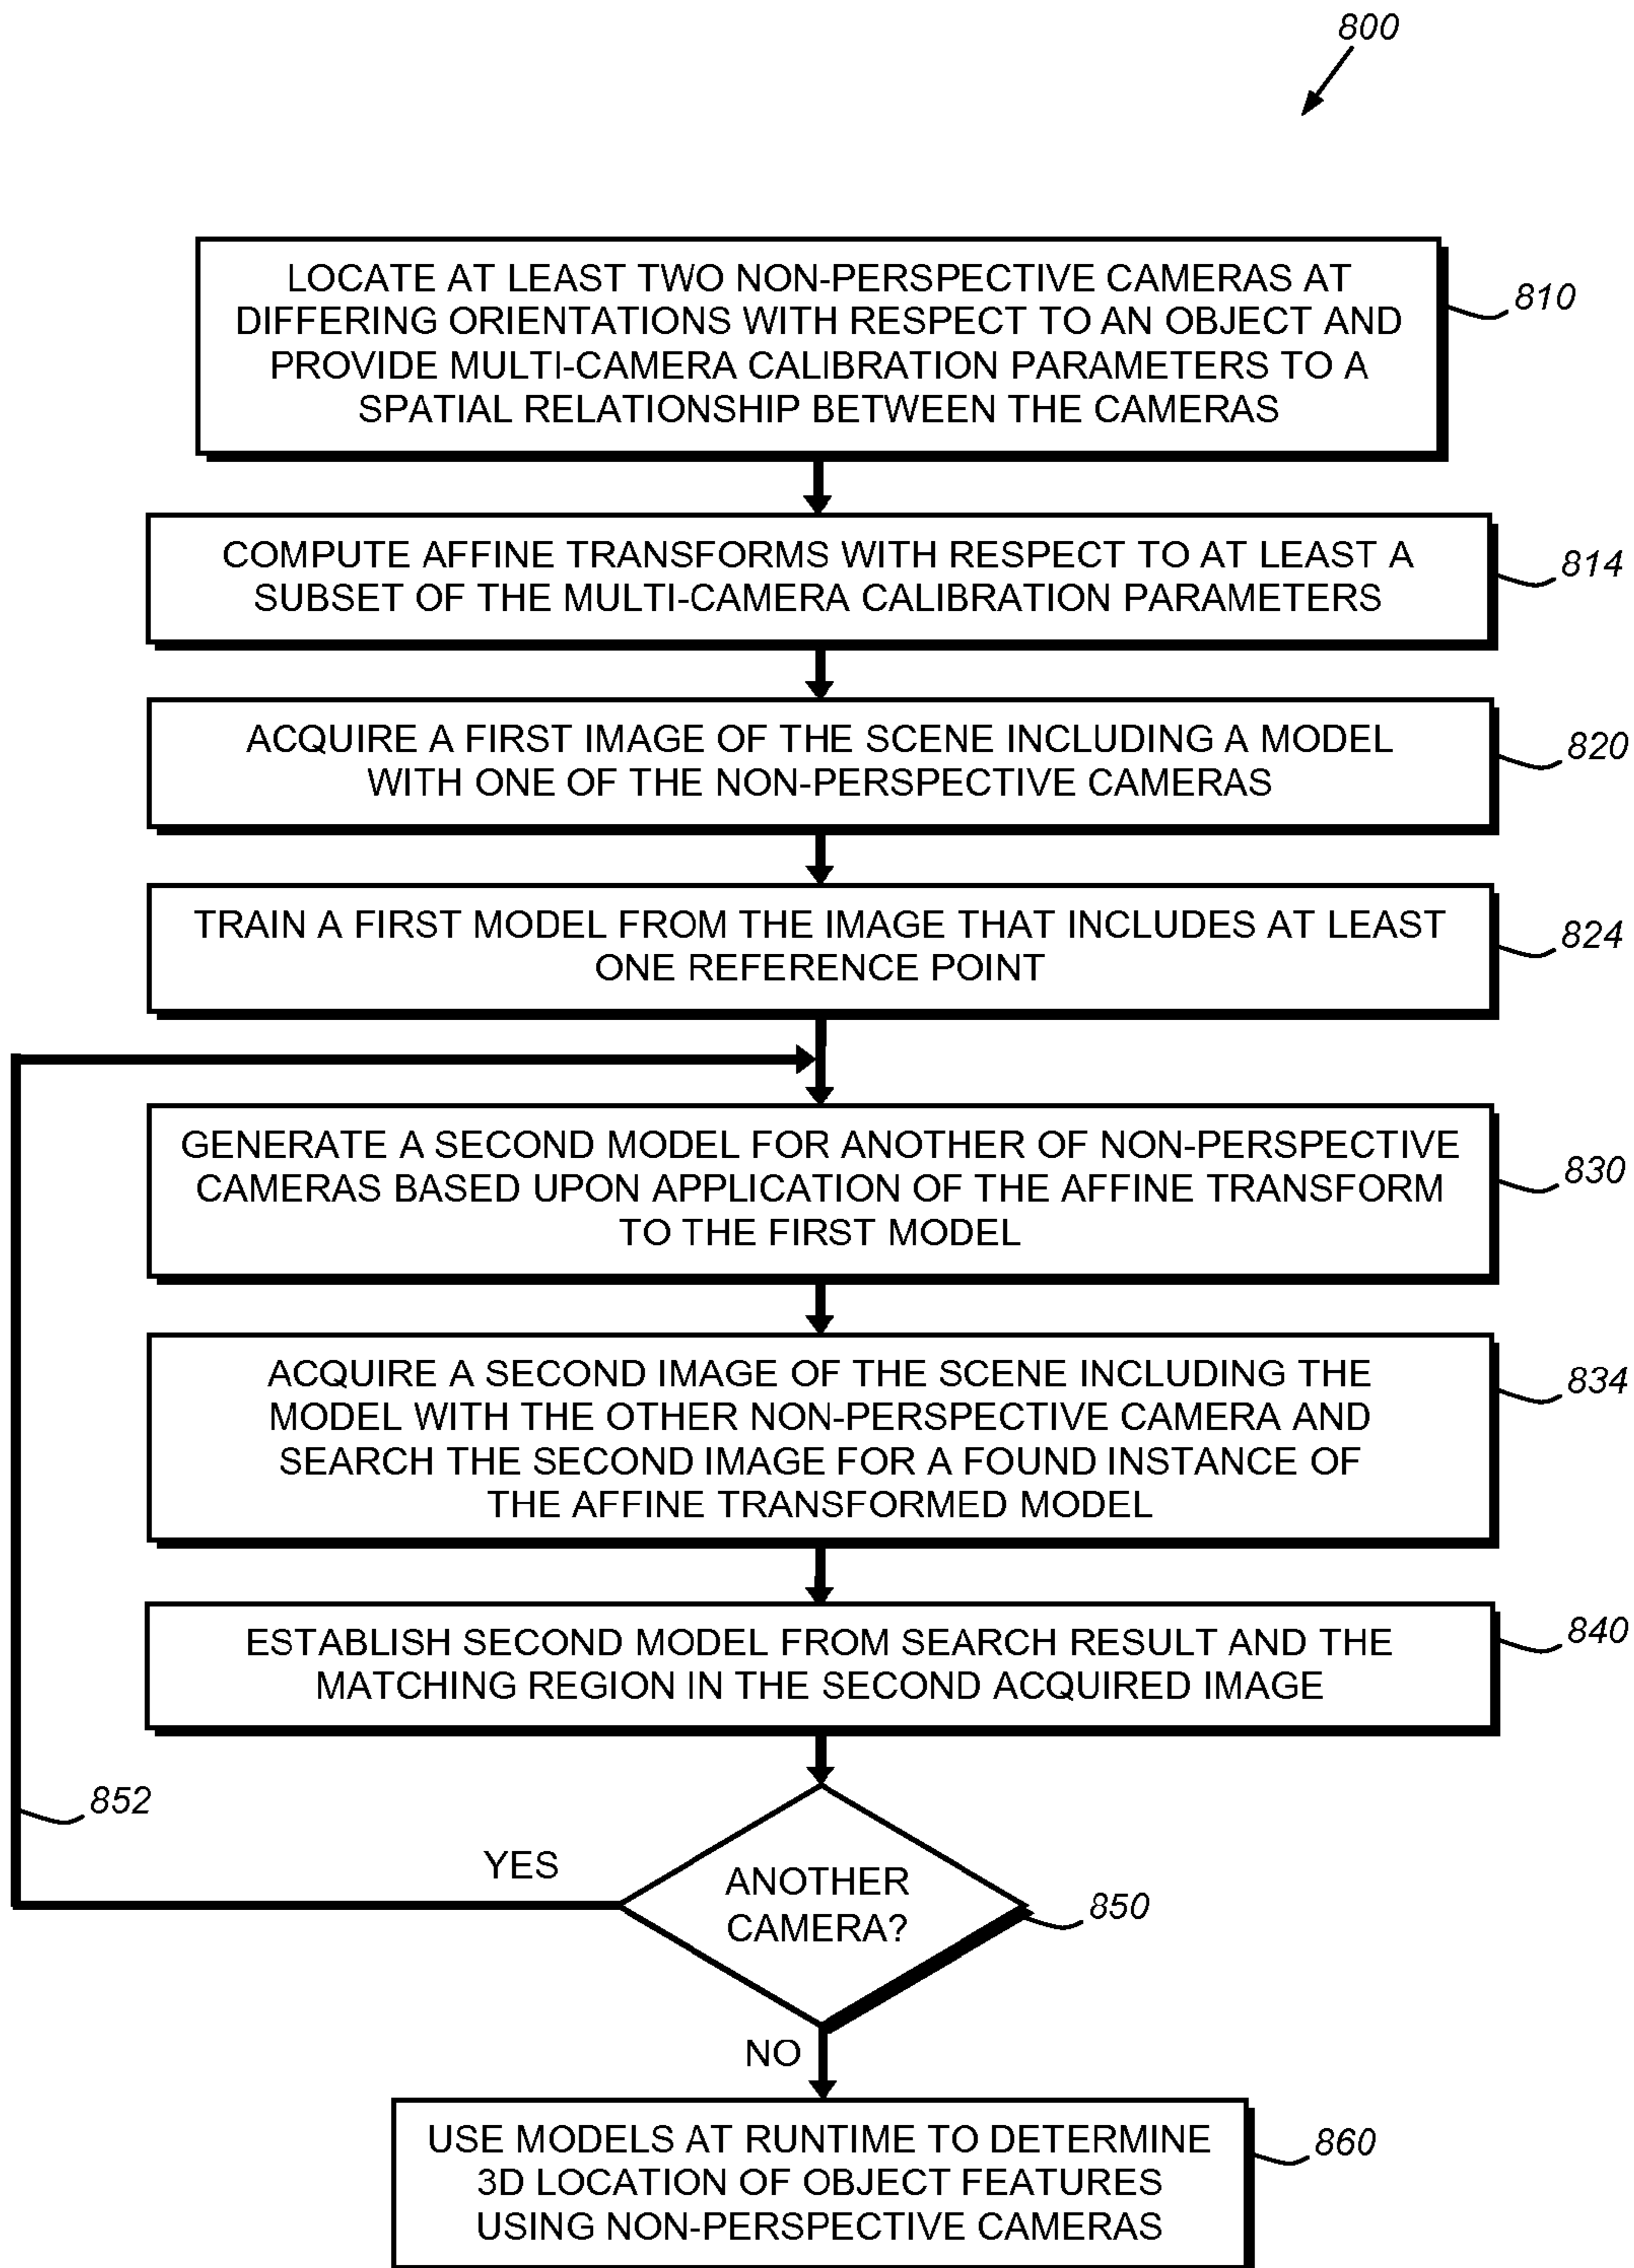 800
LOCATE AT LEAST TWO NON-PERSPECTIVE CAMERAS AT
DIFFERING ORIENTATIONS WITH RESPECT TO AN OBJECT AND
PROVIDE MULTI-CAMERA CALIBRATION PARAMETERS TO A
SPATIAL RELATIONSHIP BETWEEN THE CAMERAS
810
COMPUTE AFFINE TRANSFORMS WITH RESPECT TO AT LEAST A
SUBSET OF THE MULTI-CAMERA CALIBRATION PARAMETERS
814
ACQUIRE A FIRST IMAGE OF THE SCENE INCLUDING A MODEL
WITH ONE OF THE NON-PERSPECTIVE CAMERAS
820
TRAIN A FIRST MODEL FROM THE IMAGE THAT INCLUDES AT LEAST
ONE REFERENCE POINT
824
GENERATE A SECOND MODEL FOR ANOTHER OF NON-PERSPECTIVE
CAMERAS BASED UPON APPLICATION OF THE AFFINE TRANSFORM
TO THE FIRST MODEL
830
ACQUIRE A SECOND IMAGE OF THE SCENE INCLUDING THE
MODEL WITH THE OTHER NON-PERSPECTIVE CAMERA AND
SEARCH THE SECOND IMAGE FOR A FOUND INSTANCE OF
THE AFFINE TRANSFORMED MODEL
834
ESTABLISH SECOND MODEL FROM SEARCH RESULT AND THE
MATCHING REGION IN THE SECOND ACQUIRED IMAGE
840
852
YES
ANOTHER
CAMERA?
850
NO
USE MODELS AT RUNTIME TO DETERMINE
3D LOCATION OF OBJECT FEATURES
USING NON-PERSPECTIVE CAMERAS
860